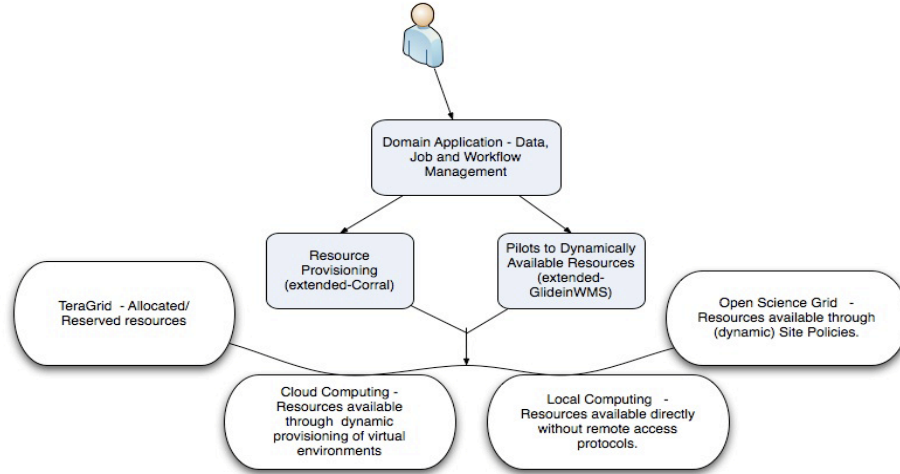 Domain Application - Data,
Job and Workflow
Management
Resource
Provisioning
(extended-Corral)
Pilots to Dynamically
Available Resources
(extended-
GlideinWMS)
TeraGrid - Allocated/
Reserved resources
Open Science Grid -
Resources available through
(dynamic) Site Policies.
Cloud Computing -
Resources available
through dynamic
provisioning of virtual
environments
Local Computing -
Resources available directly
without remote access
protocols.